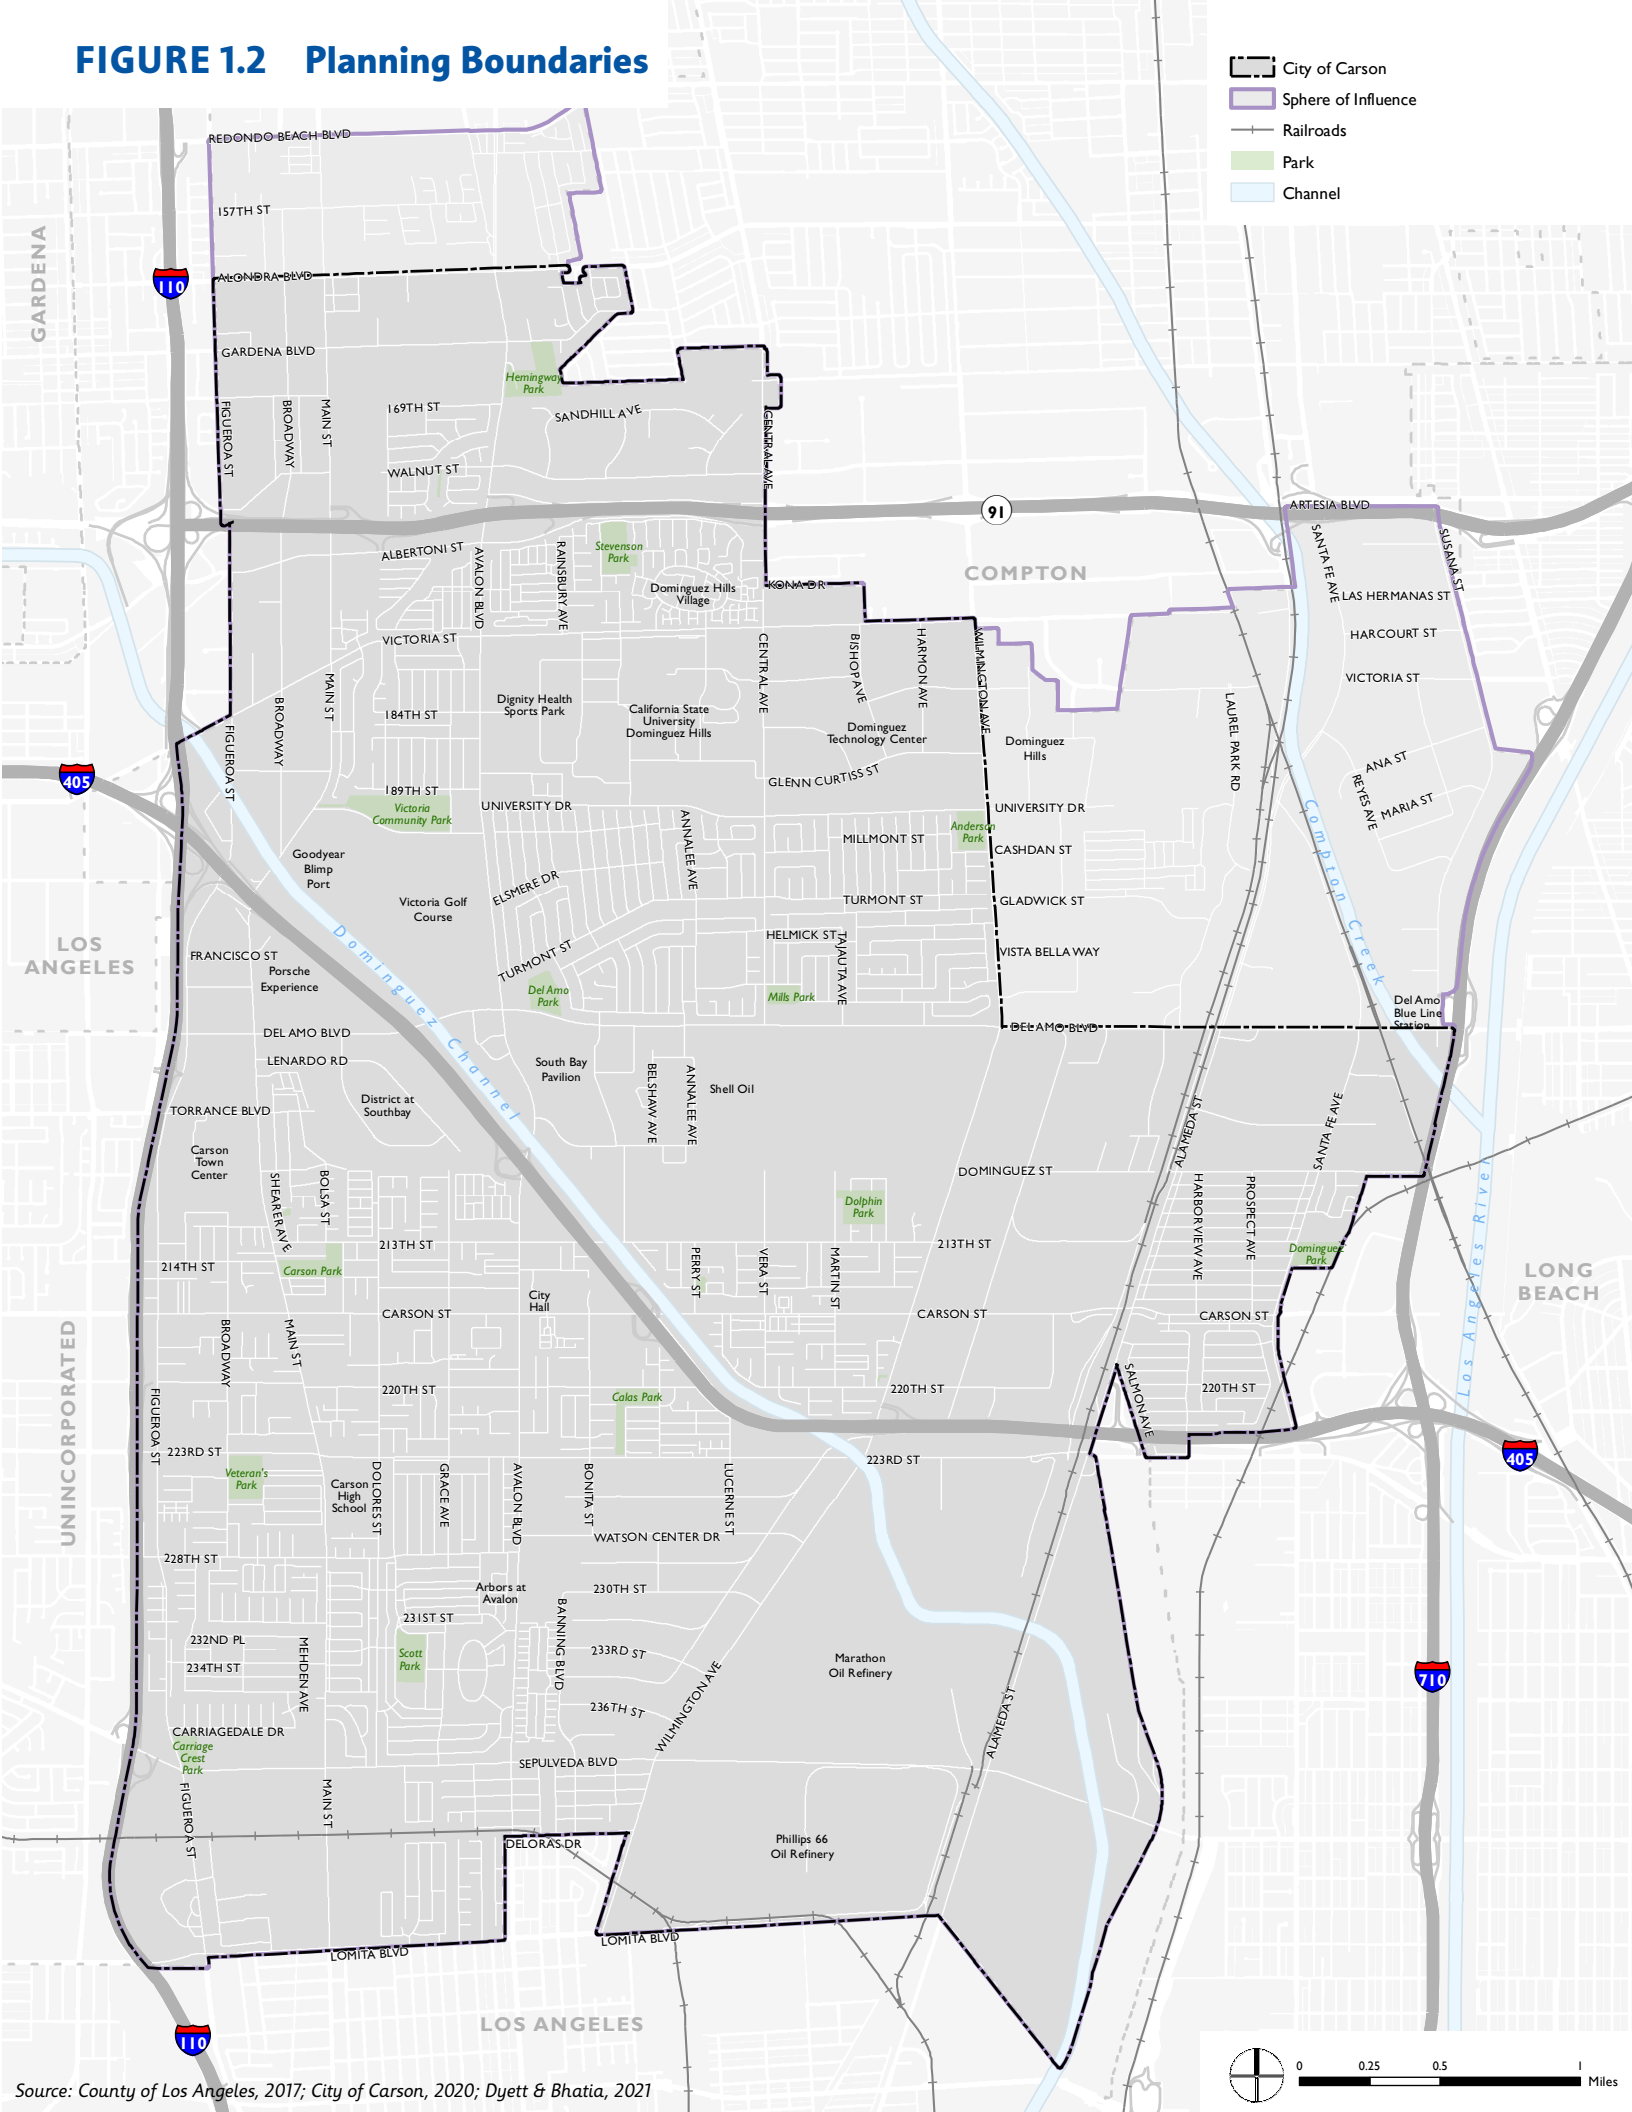 FIGURE 1.2 Planning Boundaries
City of Carson
Sphere of Influence
Railroads
Park
Channel
REDONDO BEACH BLVD
157TH ST
GARDENA
110
ALONDRA BLVD
GARDENA BLVD
Hemingway
Park
FIGUEROA ST
BROADWAY
MAIN ST
169TH ST
SANDHILL AVE
CENTRAL AVE
WALNUT ST
91
ARTESIA BLVD
ALBERTONI ST
AVALON BLVD
RAINSBURY AVE
Stevenson
Park
Dominguez Hills
Village
KONA DR
COMPTON
SANTA FE AVE
SUSANA ST
LAS HERMANAS ST
HARCOURT ST
VICTORIA ST
VICTORIA ST
CENTRAL AVE
BISHOP AVE
HARMON AVE
WILMINGTON AVE
MAIN ST
BROADWAY
FIGUEROA ST
184TH ST
Dignity Health
Sports Park
California State
University
Dominguez Hills
Dominguez
Technology Center
Dominguez
Hills
LAUREL PARK RD
ANA ST
REYES AVE
MARIA ST
405
GLENN CURTISS ST
189TH ST
Victoria
Community Park
UNIVERSITY DR
UNIVERSITY DR
ANNALEE AVE
MILLMONT ST
Anderson
Park
CASHDAN ST
Compton Creek
Goodyear
Blimp
Port
Victoria Golf
Course
ELSMERE DR
TURMONT ST
GLADWICK ST
LOS
ANGELES
Dominguez Channel
HELMICK ST
TAJAUTA AVE
VISTA BELLA WAY
FRANCISCO ST
Porsche
Experience
TURMONT ST
Del Amo
Park
Mills Park
Del Amo
Blue Line
Station
DEL AMO BLVD
DEL AMO BLVD
LENARDO RD
South Bay
Pavilion
BELSHAW AVE
ANNALEE AVE
Shell Oil
TORRANCE BLVD
District at
Southbay
ALAMEDA ST
SANTA FE AVE
Carson
Town
Center
SHEARER AVE
BOLSA ST
DOMINGUEZ ST
HARBOR VIEW AVE
PROSPECT AVE
Dolphin
Park
213TH ST
213TH ST
Dominguez
Park
214TH ST
Carson Park
PERRY ST
VERA ST
MARTIN ST
Los Angeles River
LONG
BEACH
City
Hall
CARSON ST
CARSON ST
CARSON ST
UNINCORPORATED
BROADWAY
MAIN ST
SALMON AVE
220TH ST
220TH ST
220TH ST
Calas Park
FIGUEROA ST
223RD ST
223RD ST
405
Veteran's
Park
Carson
High
School
DOLORES ST
GRACE AVE
AVALON BLVD
BONITA ST
LUCERNE ST
WATSON CENTER DR
228TH ST
Arbors at
Avalon
230TH ST
BANNING BLVD
231ST ST
232ND PL
234TH ST
MEHDEN AVE
Scott
Park
233RD ST
Marathon
Oil Refinery
710
WILMINGTON AVE
ALAMEDA ST
236TH ST
CARRIAGEDALE DR
Carriage
Crest
Park
SEPULVEDA BLVD
FIGUEROA ST
MAIN ST
DELORAS DR
Phillips 66
Oil Refinery
LOMITA BLVD
LOMITA BLVD
110
LOS ANGELES
0 0.25 0.5 1
Miles
Source: County of Los Angeles, 2017; City of Carson, 2020; Dyett & Bhatia, 2021